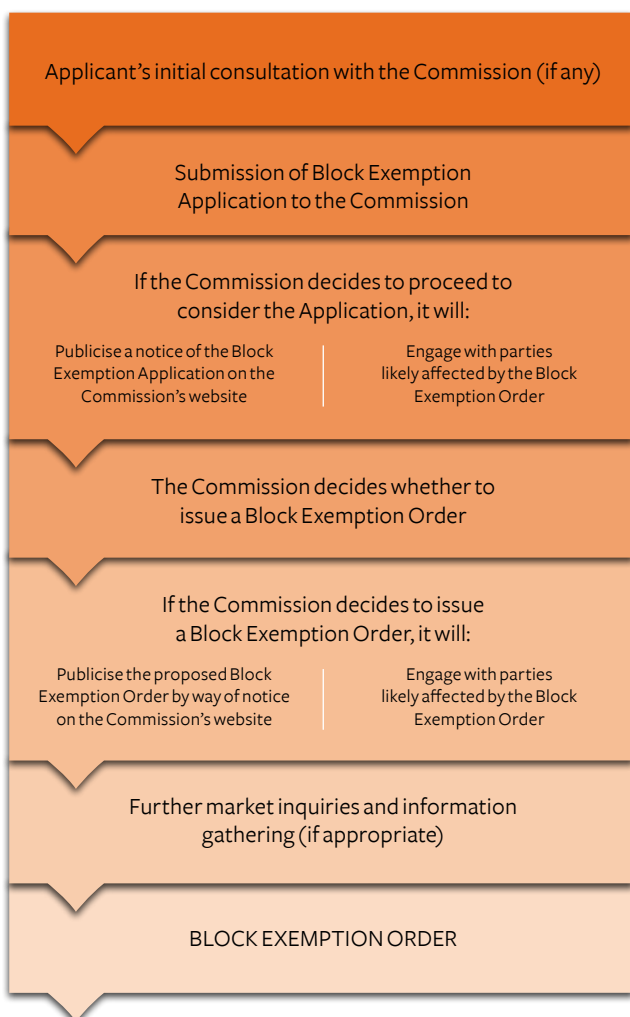 Applicant's initial consultation with the Commission (if any)
Submission of Block Exemption
Application to the Commission
If the Commission decides to proceed to
consider the Application, it will:
Publicise a notice of the Block
Exemption Application on the
Commission's website
Engage with parties
likely affected by the Block
Exemption Order
The Commission decides whether to
issue a Block Exemption Order
If the Commission decides to issue
a Block Exemption Order, it will:
Publicise the proposed Block
Exemption Order by way of notice
on the Commission's website
Engage with parties
likely affected by the Block
Exemption Order
Further market inquiries and information
gathering (if appropriate)
BLOCK EXEMPTION ORDER